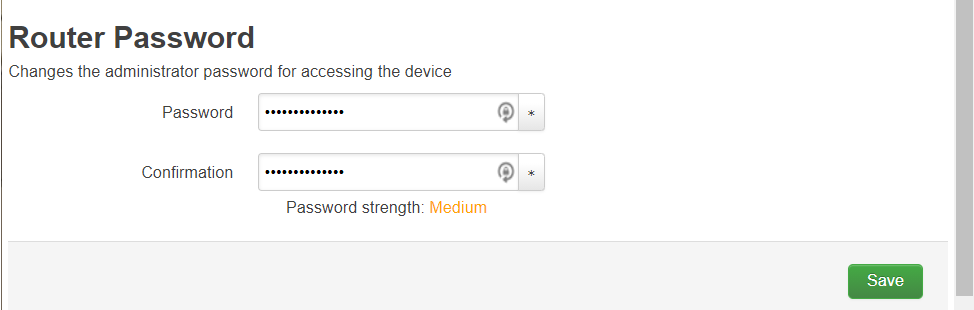 Router Password
Changes the administrator password for accessing the device
Password •••••••••••••• *
Confirmation •••••••••••••• *
Password strength: Medium
Save